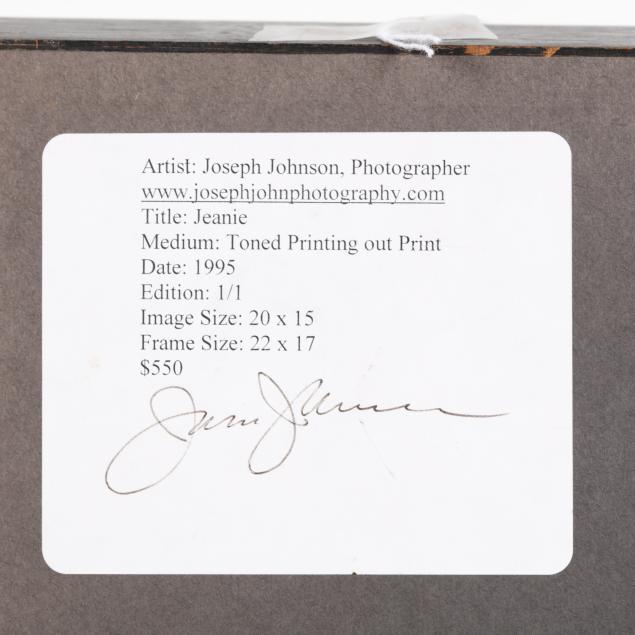 Artist: Joseph Johnson, Photographer
www.josephjohnphotography.com
Title: Jeanie
Medium: Toned Printing out Print
Date: 1995
Edition: 1/1
Image Size: 20 x 15
Frame Size: 22 x 17
$550